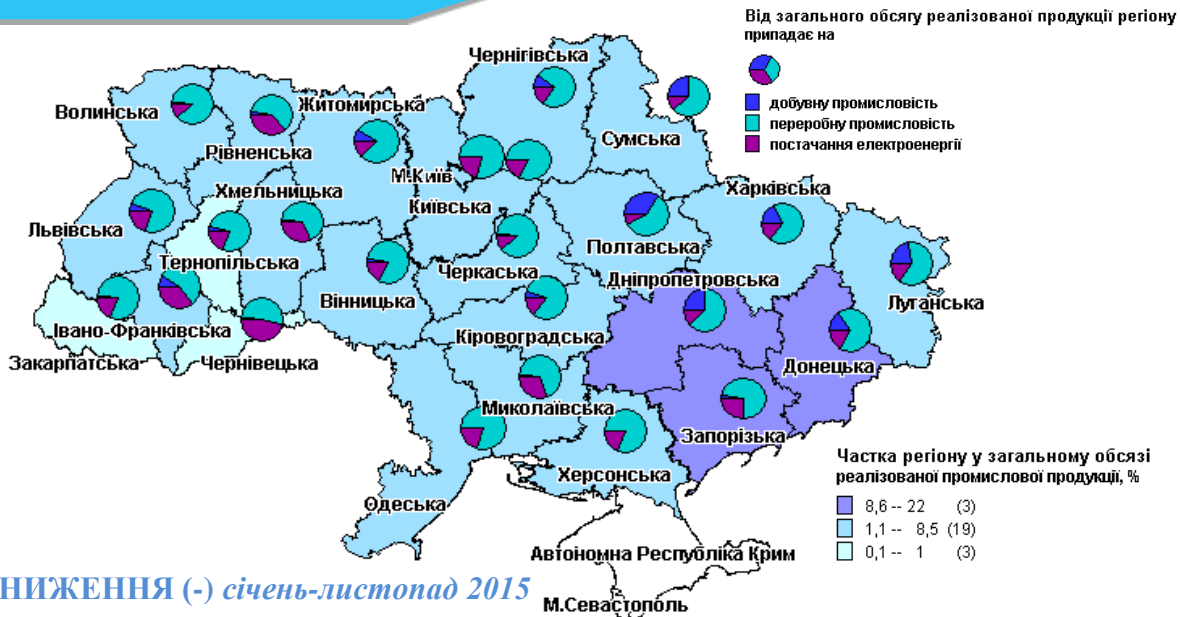 Від загального обсягу реалізованої продукції регіону
припадає на
добувну промисловість
переробну промисловість
постачання електроенергії
Чернігівська
Волинська
Житомирська
Сумська
Рівненська
М.Київ
Харківська
Хмельницька
Київська
Львівська
Полтавська
Тернопільська
Черкаська
Дніпропетровська
Вінницька
Луганська
Івано-Франківська
Кіровоградська
Закарпатська
Чернівецька
Донецька
Миколаївська
Запорізька
Херсонська
Одеська
Частка регіону у загальному обсязі
реалізованої промислової продукції, %
8,6 -- 22 (3)
1,1 -- 8,5 (19)
0,1 -- 1 (3)
Автономна Республіка Крим
НИЖЕННЯ (-) січень-листопад 2015
М.Севастополь